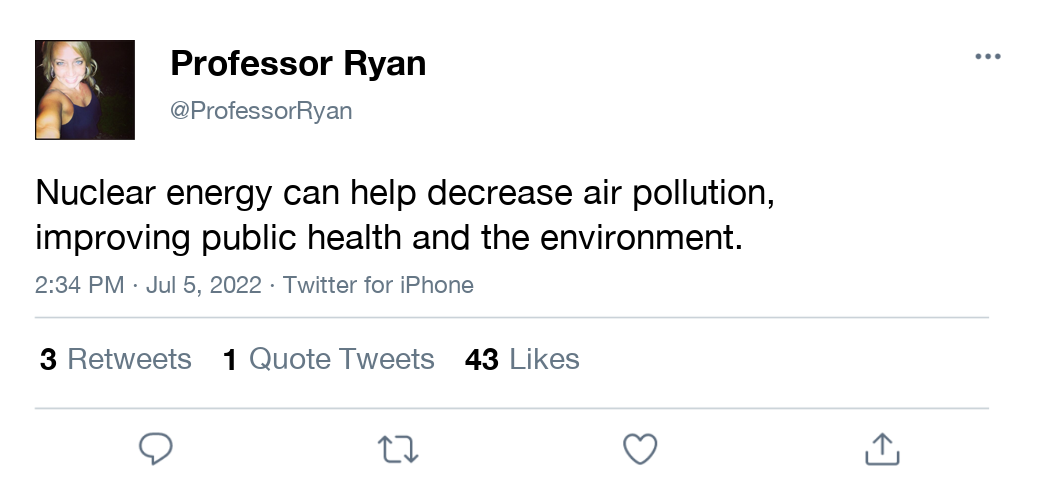 Professor Ryan
@ProfessorRyan
Nuclear energy can help decrease air pollution,
improving public health and the environment.
2:34 PM · Jul 5, 2022 · Twitter for iPhone
3 Retweets 1 Quote Tweets 43 Likes